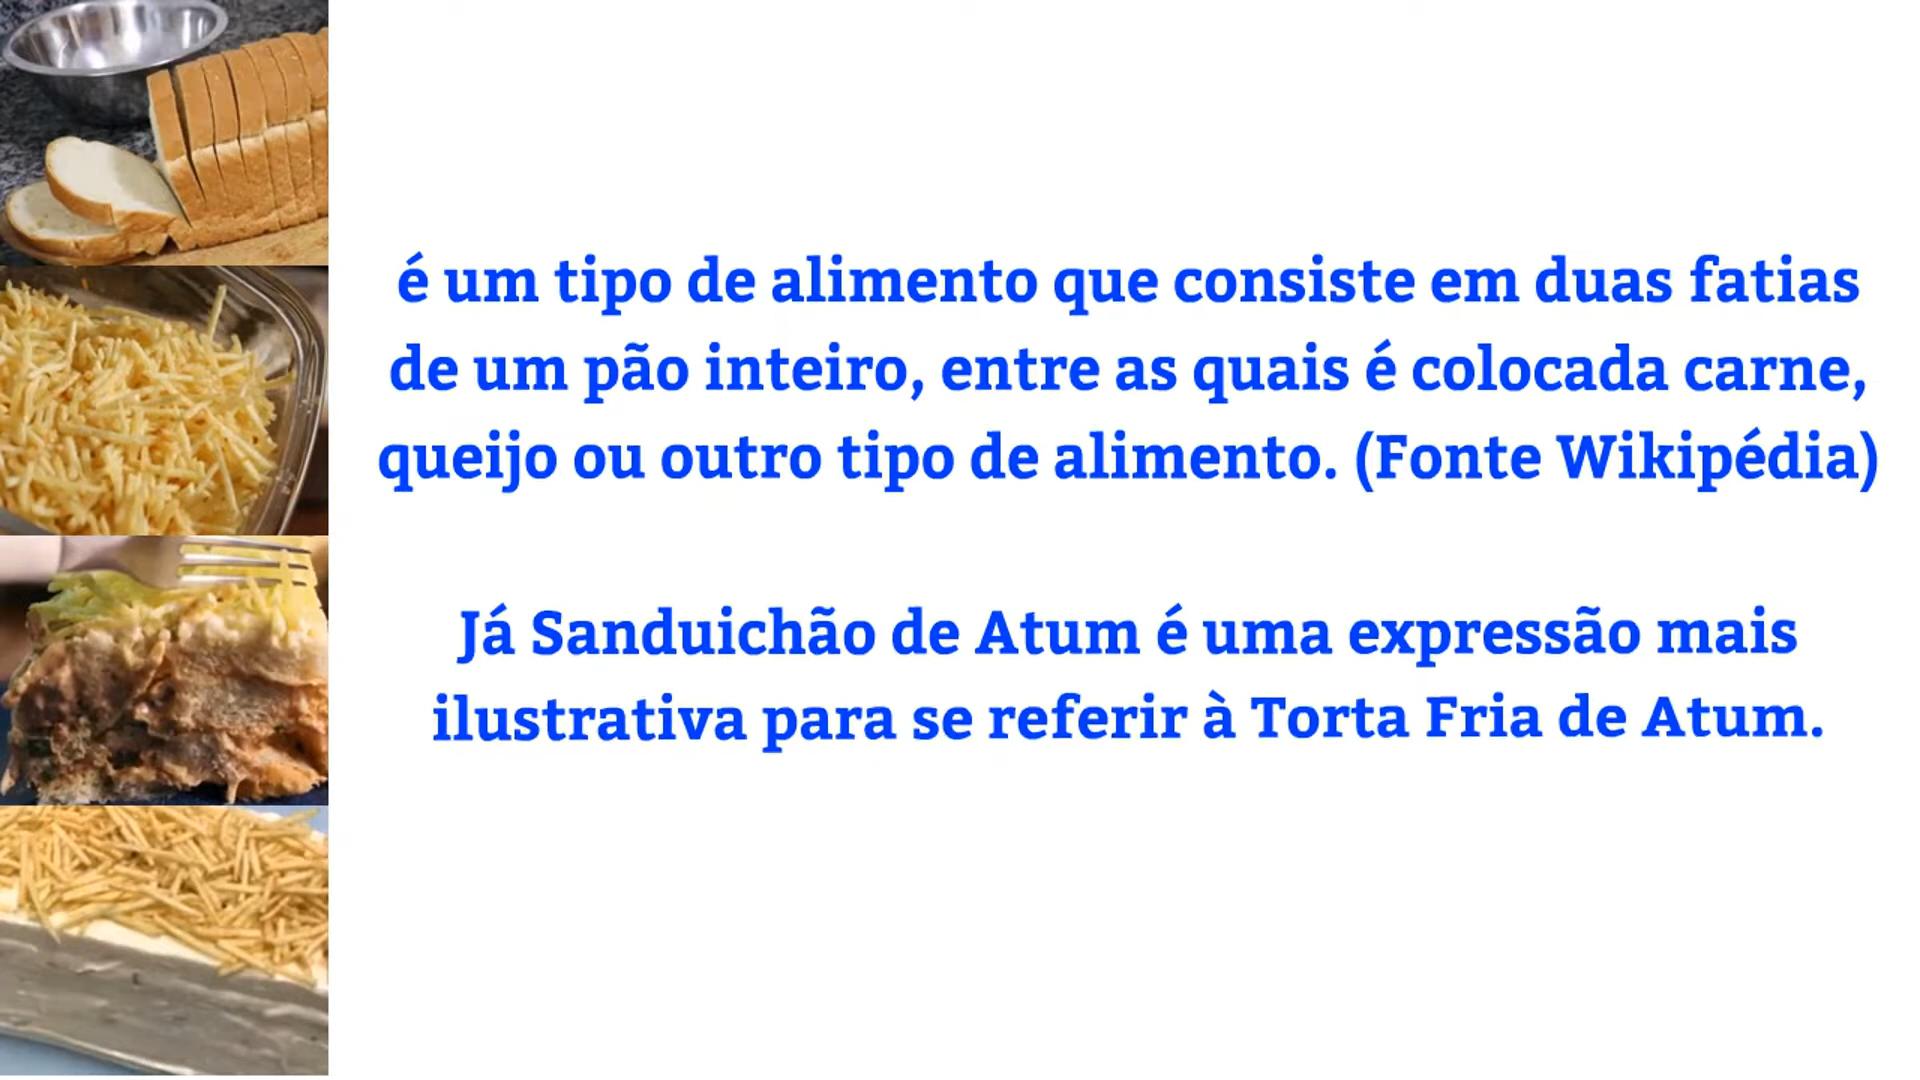 é um tipo de alimento que consiste em duas fatias
de um pão inteiro, entre as quais é colocada carne,
queijo ou outro tipo de alimento. (Fonte Wikipédia)
Já Sanduichão de Atum é uma expressão mais
ilustrativa para se referir à Torta Fria de Atum.